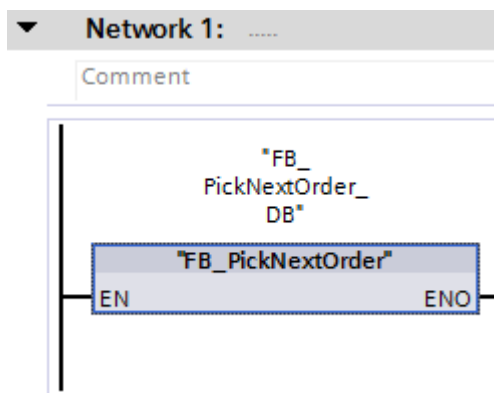 Network 1: .....
Comment
"FB_
PickNextOrder_
DB"
"FB_PickNextOrder"
EN ENO